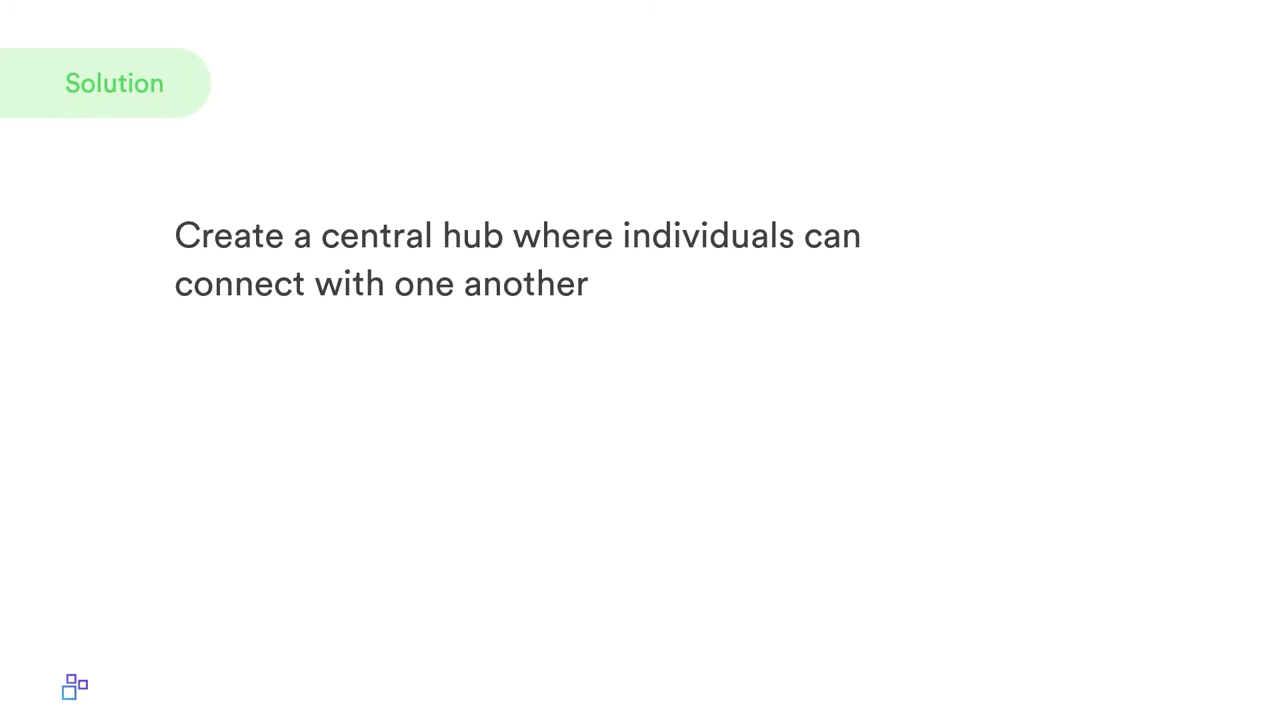 Solution
Create a central hub where individuals can
connect with one another